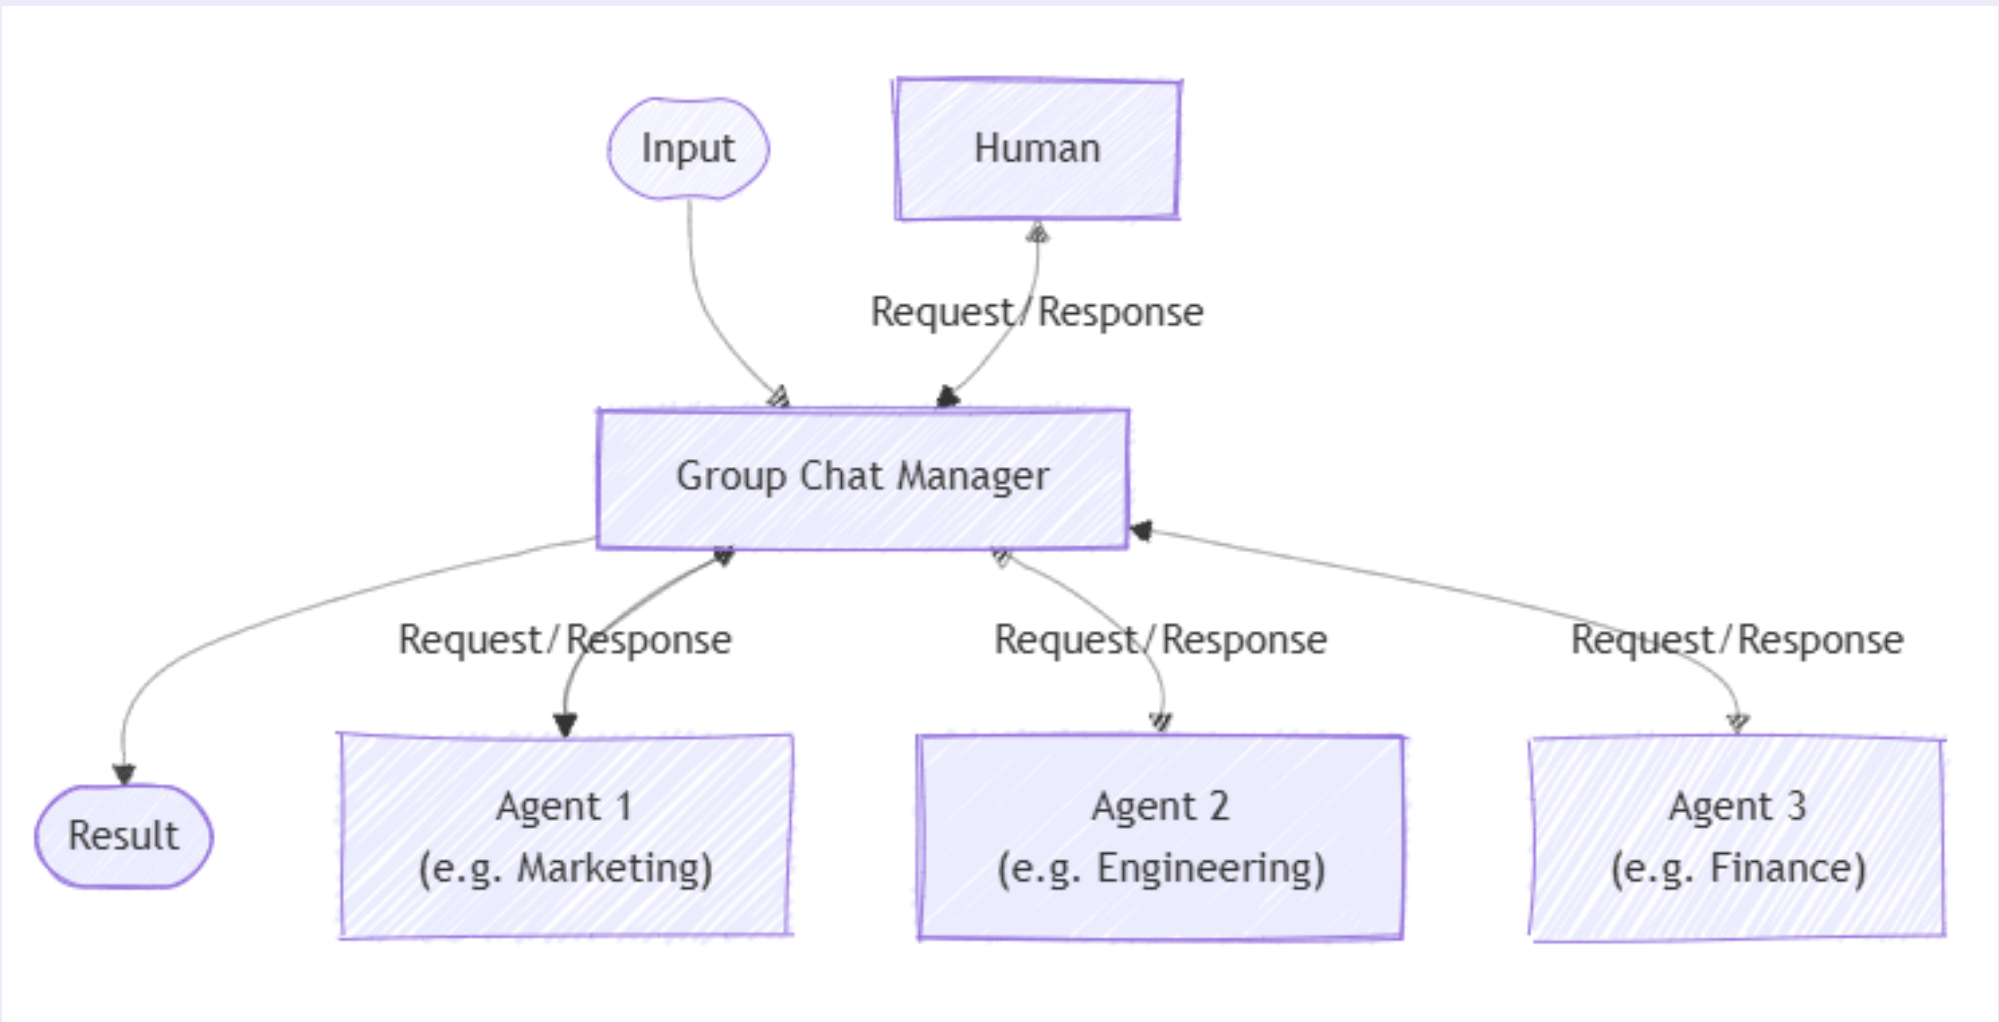 Input
Human
Request/Response
Group Chat Manager
Request/Response
Request/Response
Request/Response
Result
Agent 1
(e.g. Marketing)
Agent 2
(e.g. Engineering)
Agent 3
(e.g. Finance)